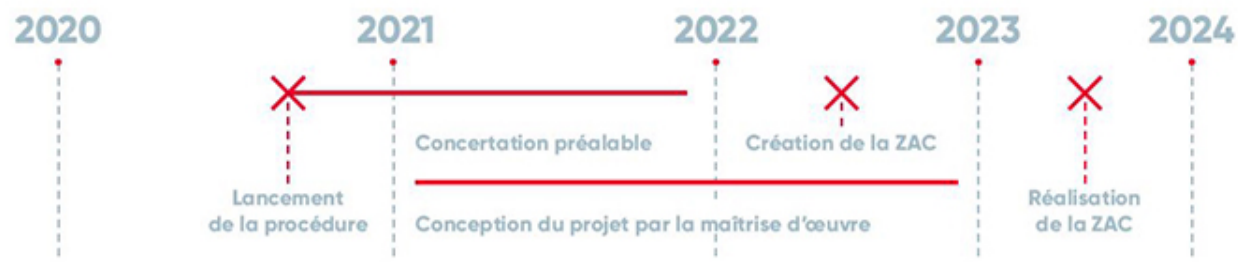 2020 2021 2022 2023 2024
Concertation préalable
Création de la ZAC
Lancement
de la procédure
Conception du projet par la maîtrise d'œuvre
Réalisation
de la ZAC